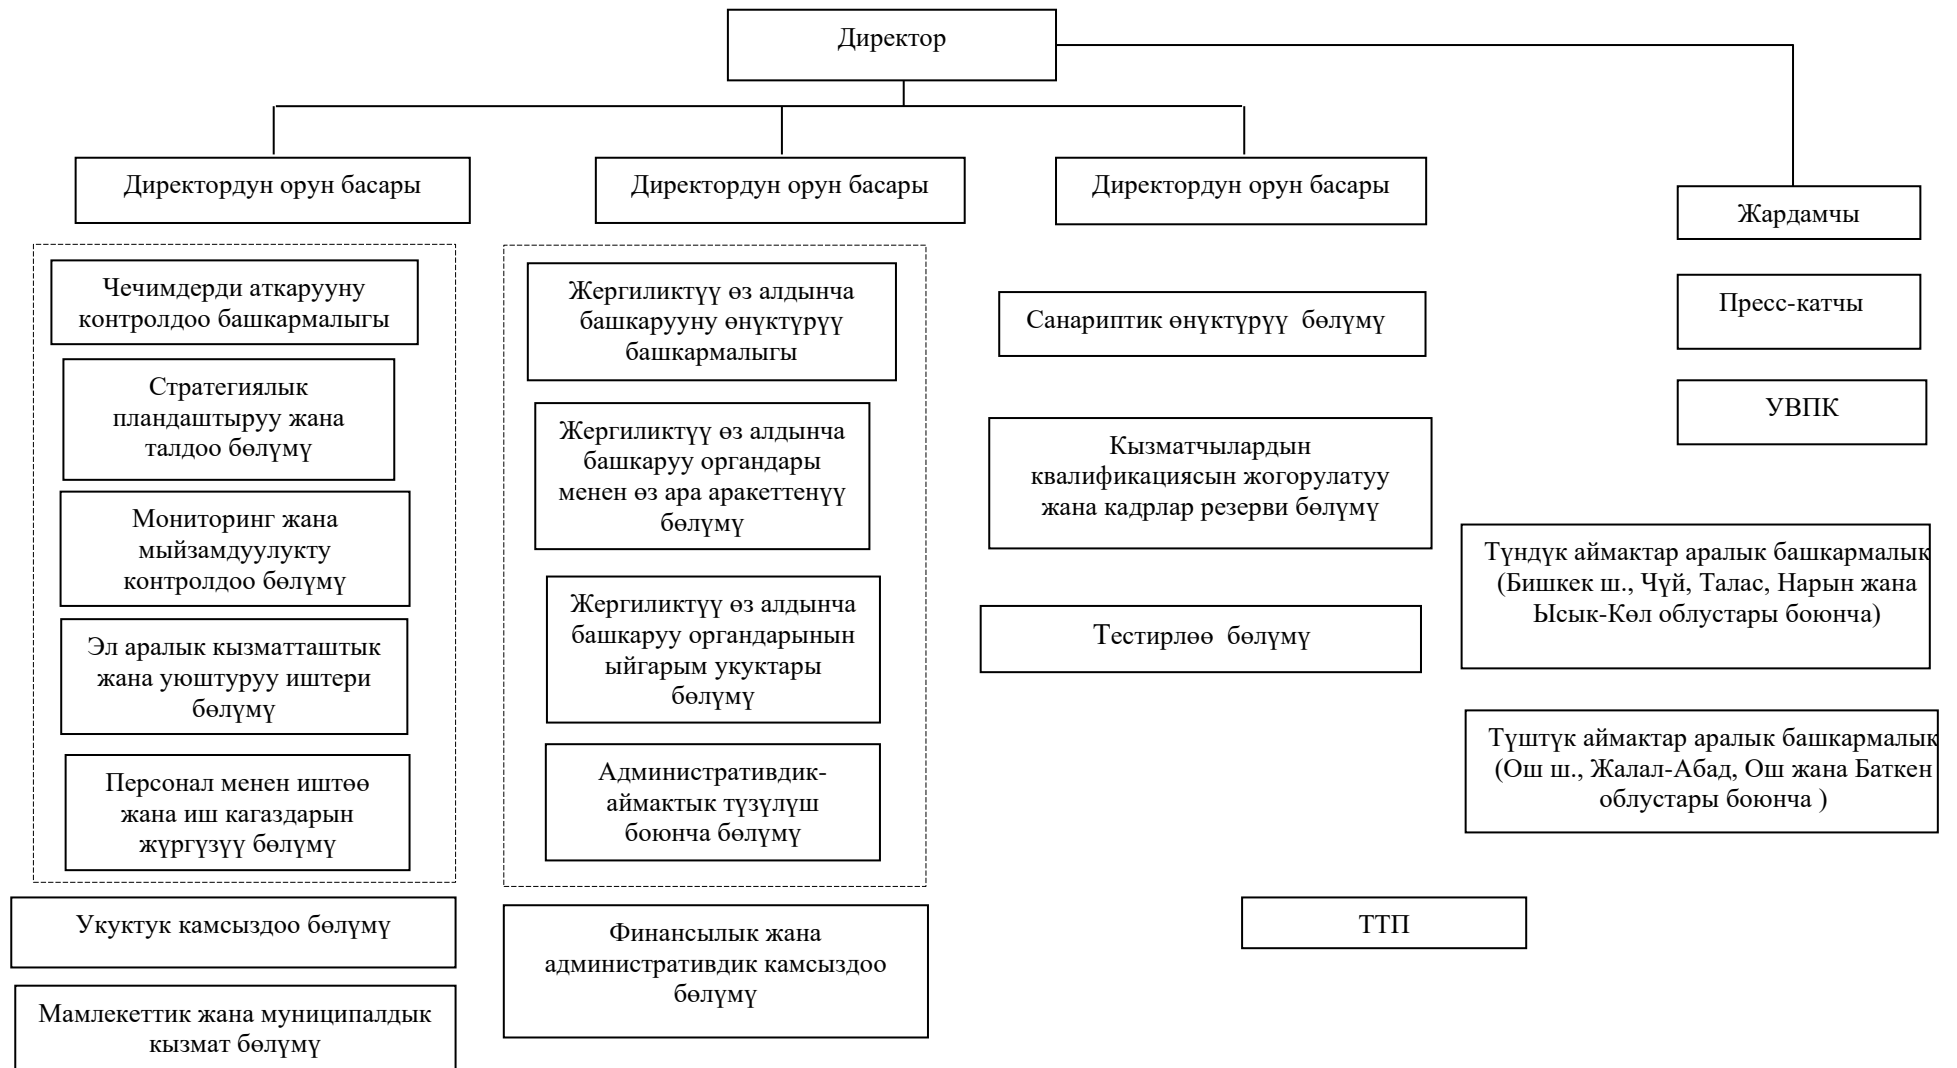 Директор
Директордун орун басары
Директордун орун басары
Директордун орун басары
Жардамчы
Чечимдерди аткарууну
контролдоо башкармалыгы
Стратегиялык
пландаштыруу жана
талдоо бөлүмү
Мониторинг жана
мыйзамдуулукту
контролдоо бөлүмү
Эл аралык кызматташтык
жана уюштуруу иштери
бөлүмү
Персонал менен иштөө
жана иш кагаздарын
жүргүзүү бөлүмү
Укуктук камсыздоо бөлүмү
Мамлекеттик жана муниципалдык
кызмат бөлүмү
Жергиликтүү өз алдынча
башкарууну өнүктүрүү
башкармалыгы
Жергиликтүү өз алдынча
башкаруу органдары
менен өз ара аракеттенүү
бөлүмү
Жергиликтүү өз алдынча
башкаруу органдарынын
ыйгарым укуктары
бөлүмү
Административдик-
аймактык түзүлүш
боюнча бөлүмү
Финансылык жана
административдик камсыздоо
бөлүмү
Санариптик өнүктүрүү бөлүмү
Кызматчылардын
квалификациясын жогорулатуу
жана кадрлар резерви бөлүмү
Тестирлөө бөлүмү
ТТП
Пресс-катчы
УВПК
Түндүк аймактар аралык башкармалык
(Бишкек ш., Чүй, Талас, Нарын жана
Ысык-Көл облустары боюнча)
Түштүк аймактар аралык башкармалык
(Ош ш., Жалал-Абад, Ош жана Баткен
облустары боюнча )